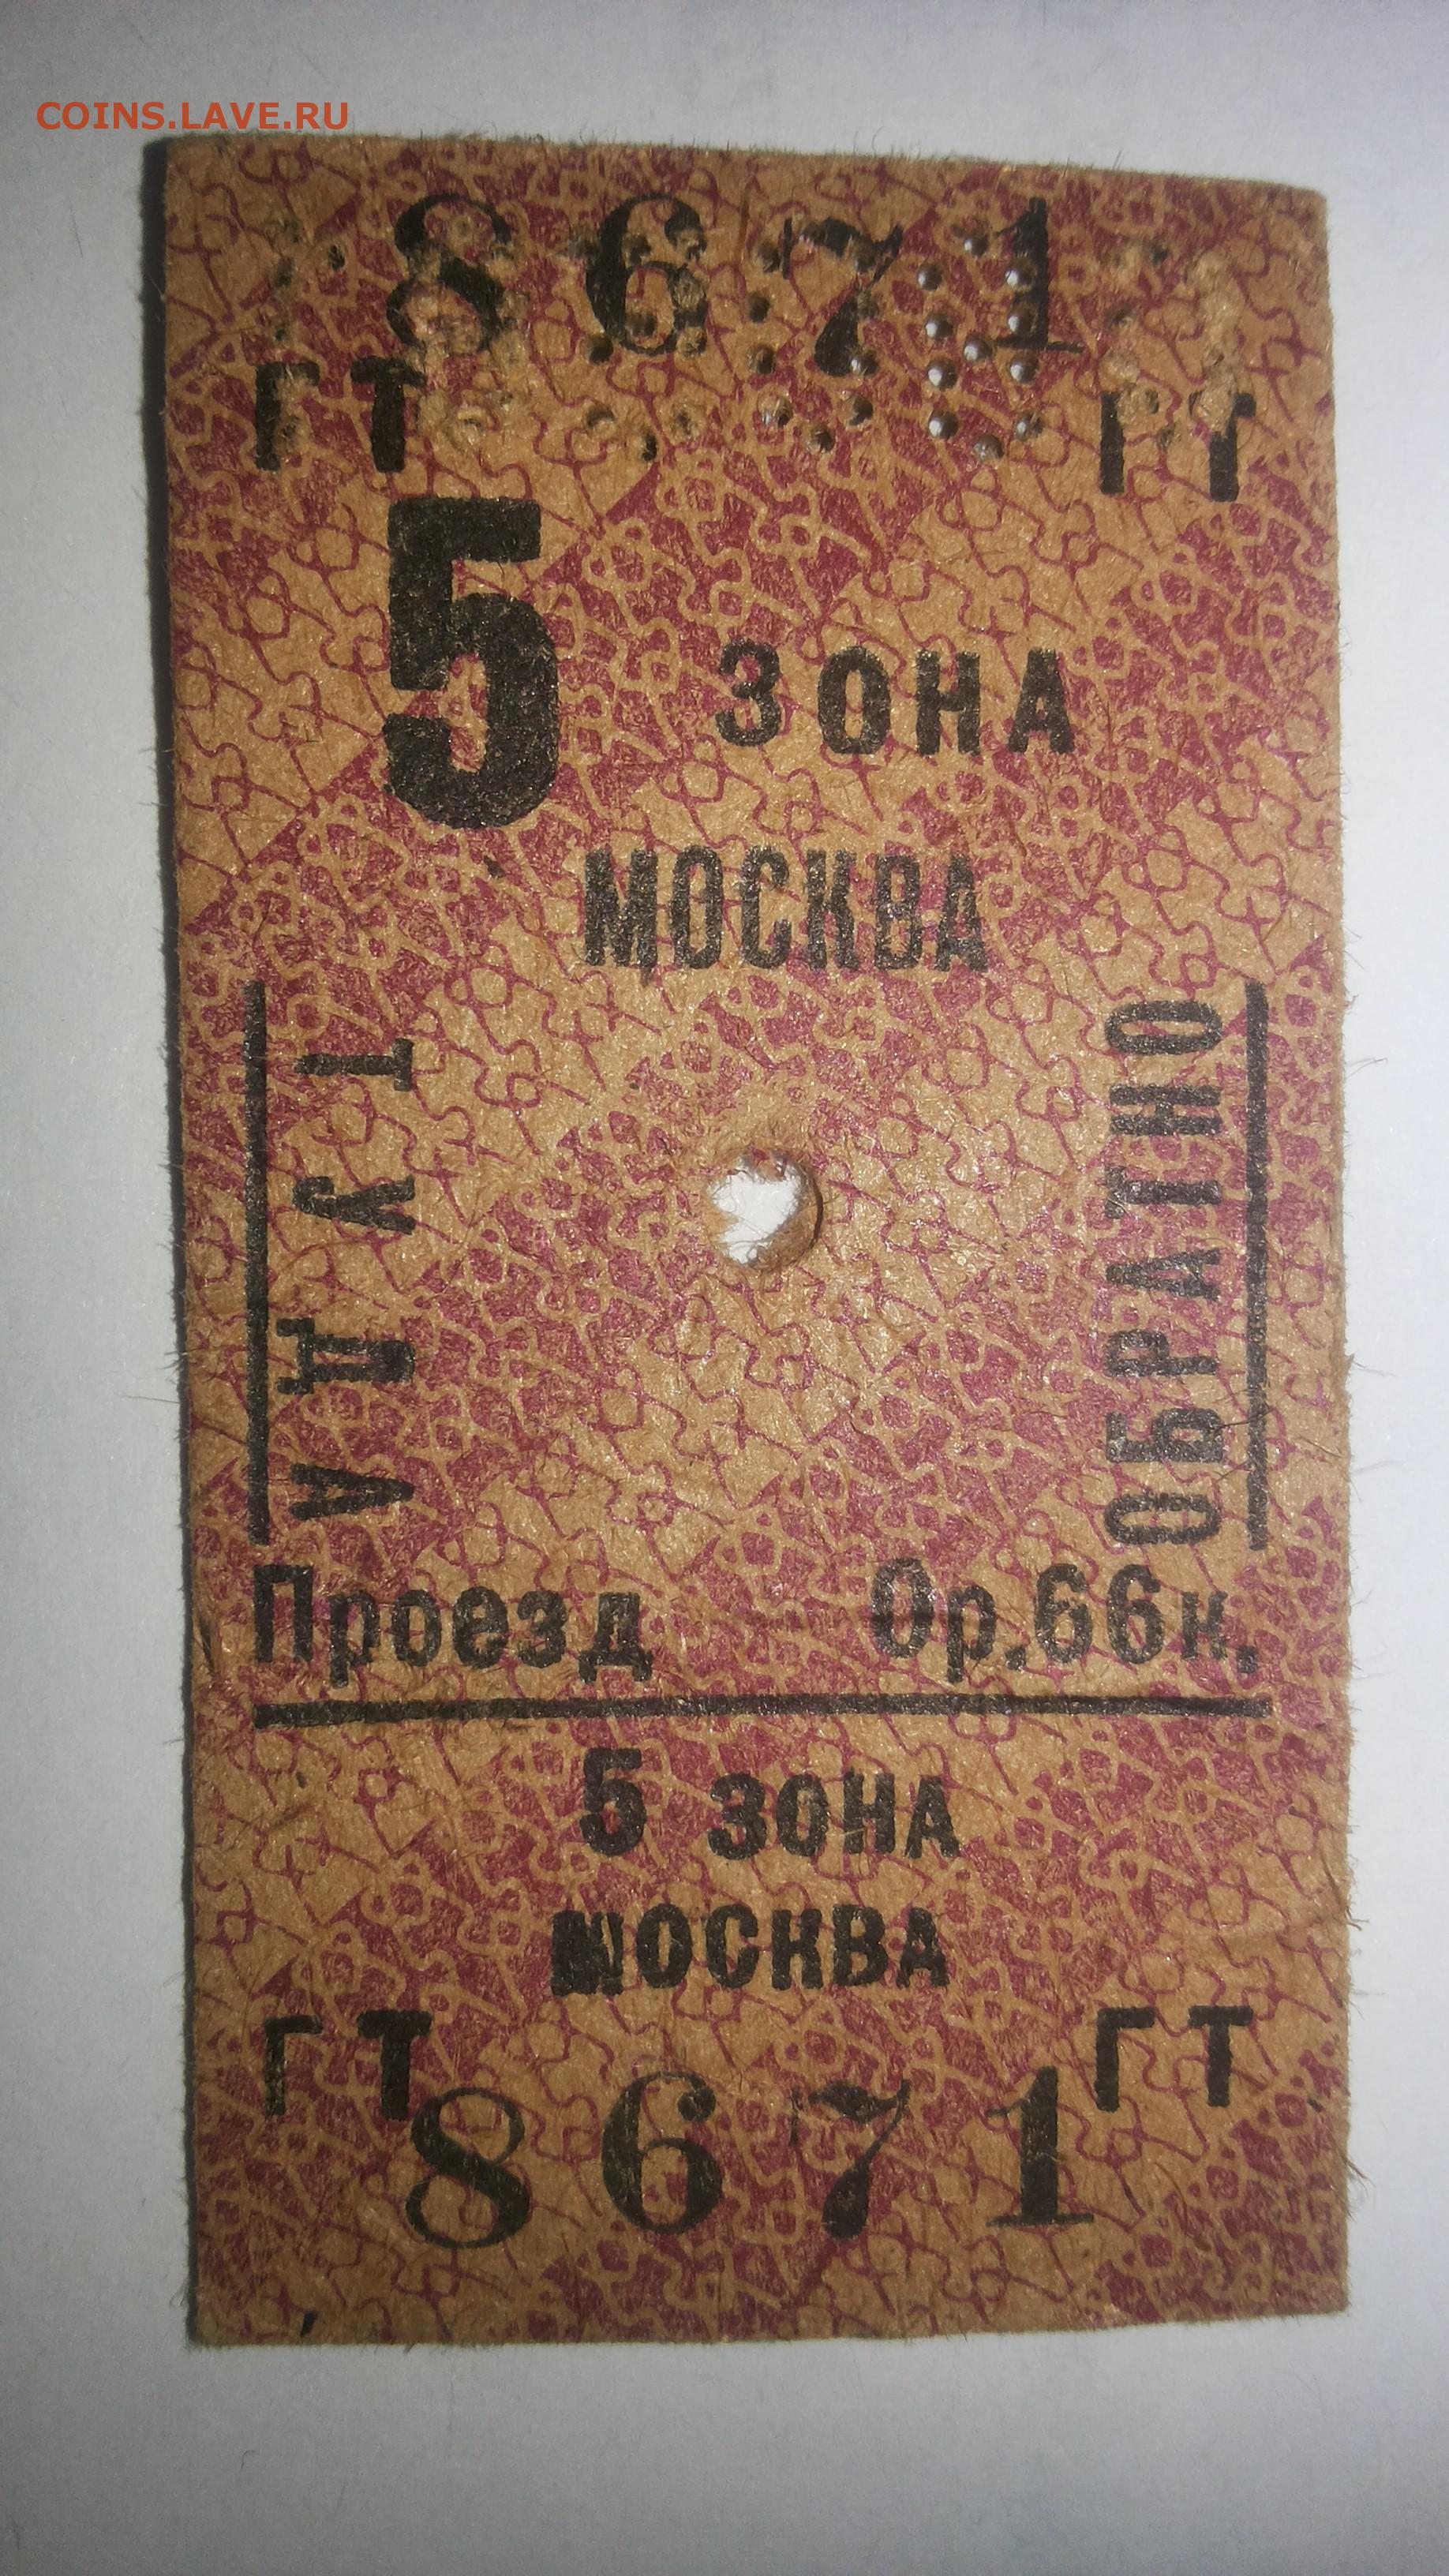 COINS.LAVE.RU
8671
ГТ ГТ
5 ЗОНА
МОСКВА
ТУДА
ОБРАТНО
Проезд 0р.66к.
5 ЗОНА
МОСКВА
ГТ ГТ
8671